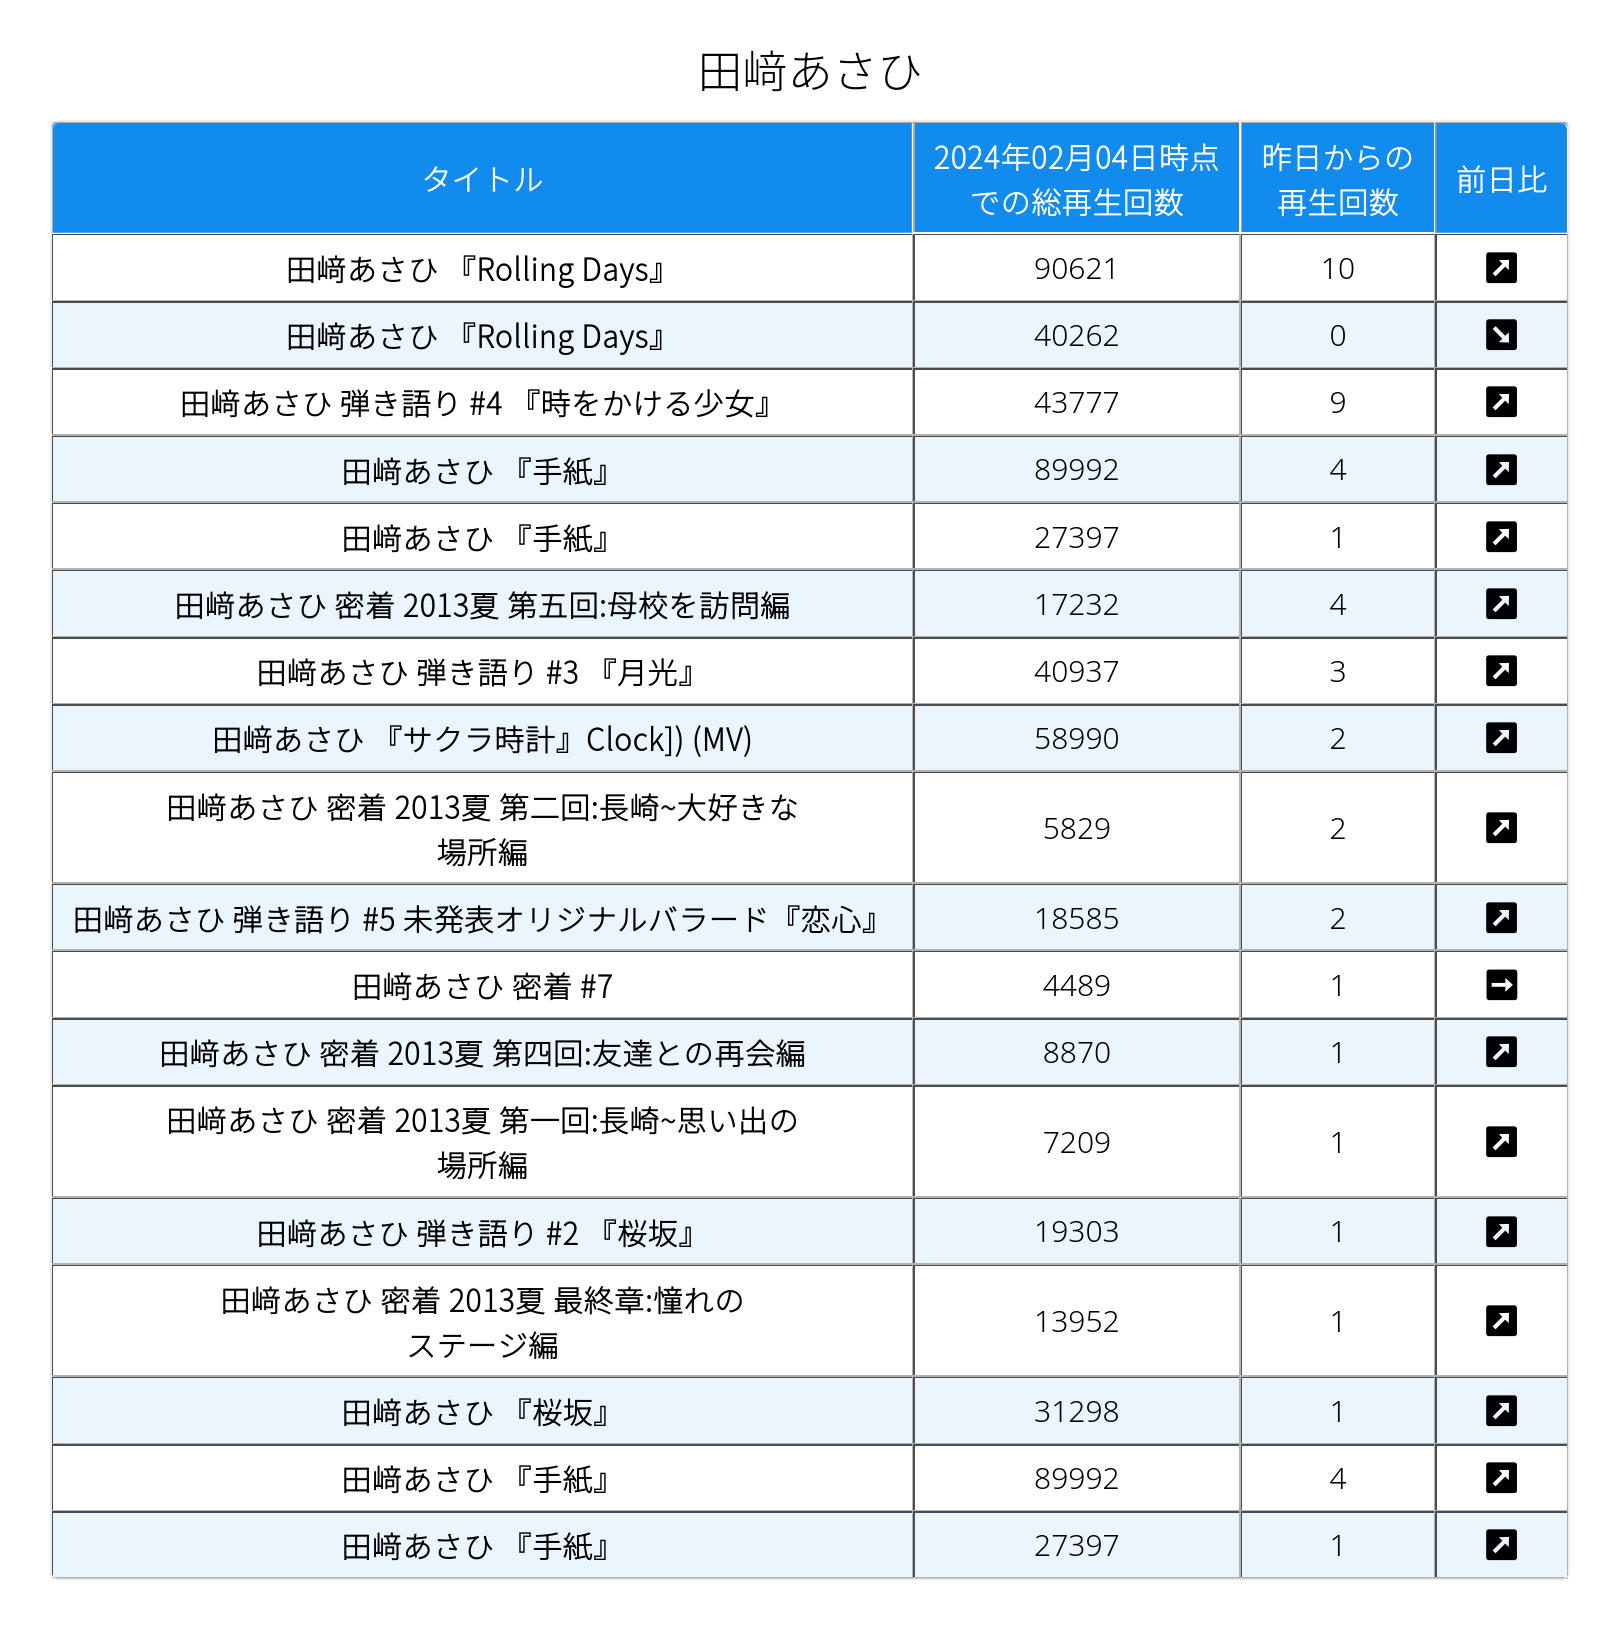 田﨑あさひ
タイトル
2024年02月04日時点
での総再生回数
昨日からの
再生回数
前日比
田﨑あさひ 『Rolling Days』 90621 10
田﨑あさひ 『Rolling Days』 40262 0
田﨑あさひ 弾き語り #4 『時をかける少女』 43777 9
田﨑あさひ 『手紙』 89992 4
田﨑あさひ 『手紙』 27397 1
田﨑あさひ 密着 2013夏 第五回:母校を訪問編 17232 4
田﨑あさひ 弾き語り #3 『月光』 40937 3
田﨑あさひ 『サクラ時計』Clock]) (MV) 58990 2
田﨑あさひ 密着 2013夏 第二回:長崎~大好きな
場所編 5829 2
田﨑あさひ 弾き語り #5 未発表オリジナルバラード『恋心』 18585 2
田﨑あさひ 密着 #7 4489 1
田﨑あさひ 密着 2013夏 第四回:友達との再会編 8870 1
田﨑あさひ 密着 2013夏 第一回:長崎~思い出の
場所編 7209 1
田﨑あさひ 弾き語り #2 『桜坂』 19303 1
田﨑あさひ 密着 2013夏 最終章:憧れの
ステージ編 13952 1
田﨑あさひ 『桜坂』 31298 1
田﨑あさひ 『手紙』 89992 4
田﨑あさひ 『手紙』 27397 1